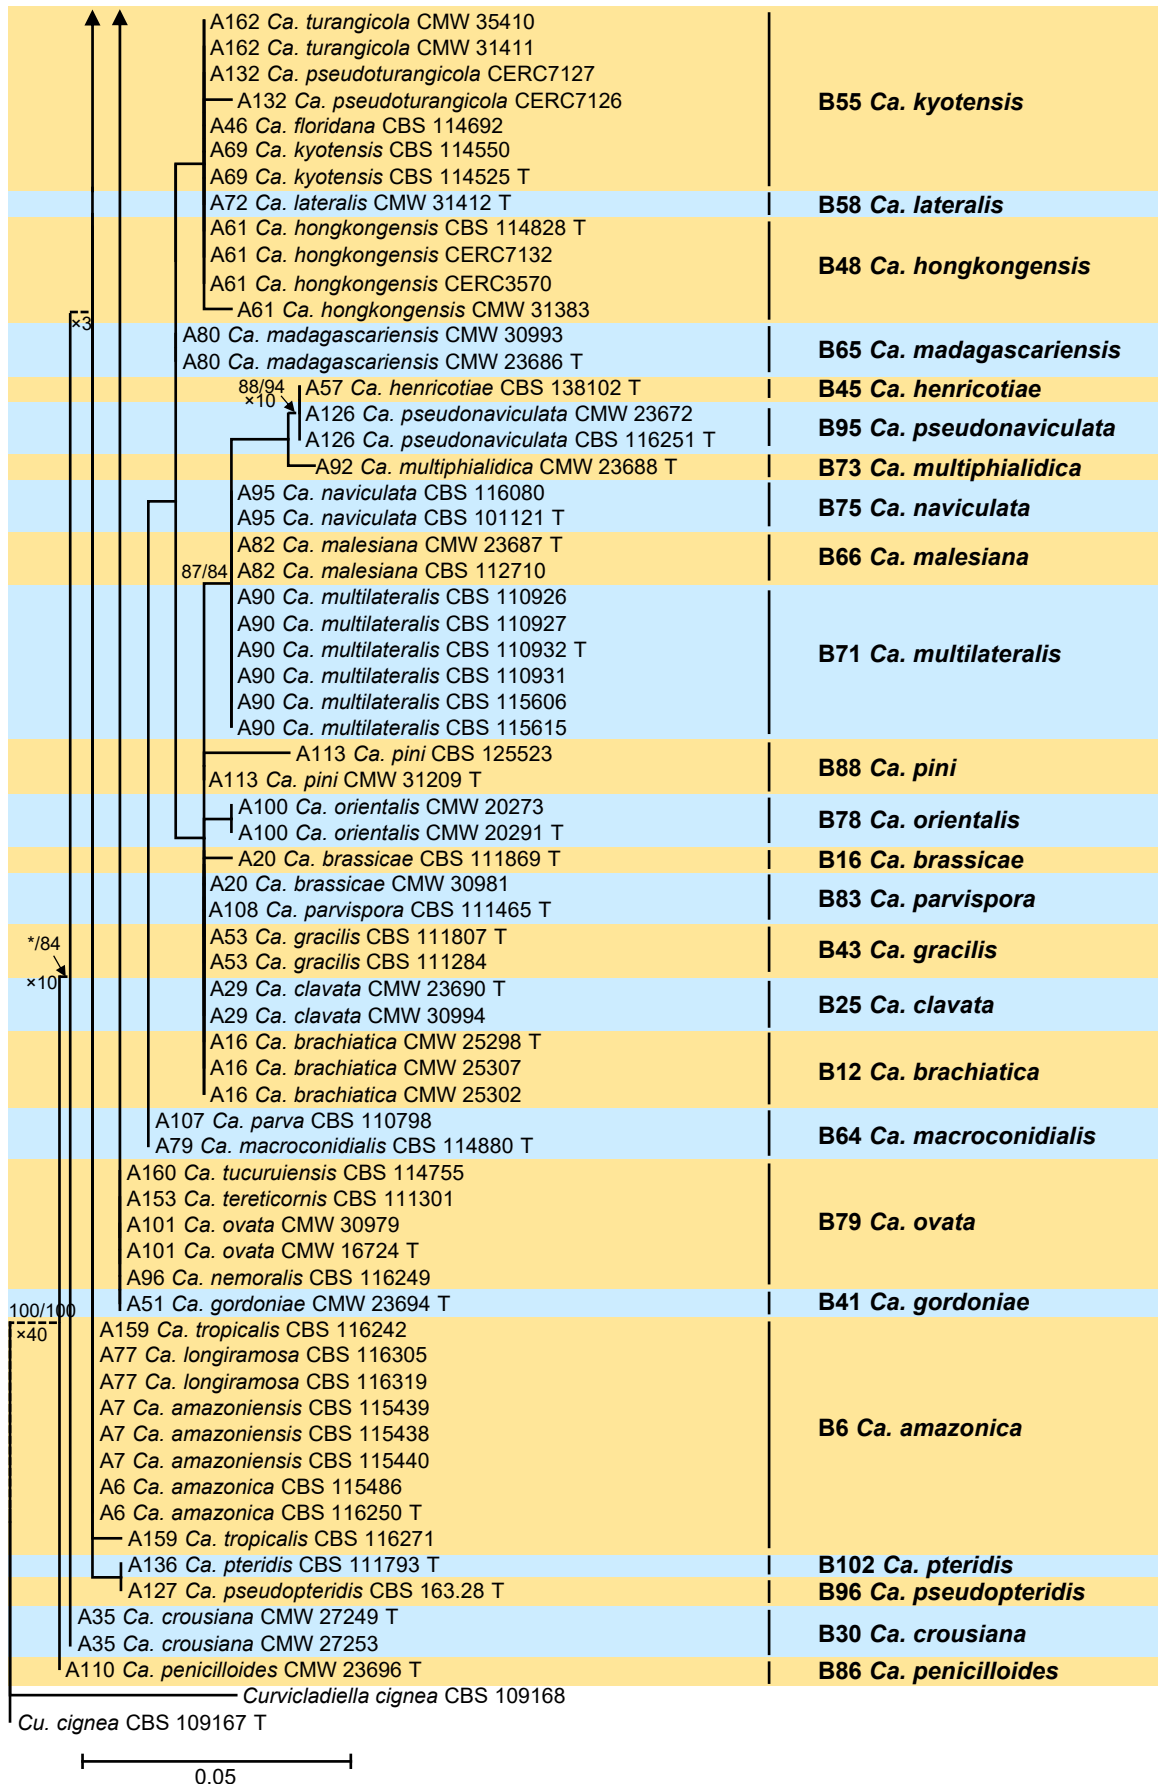 A162 Ca. turangicola CMW 35410
A162 Ca. turangicola CMW 31411
A132 Ca. pseudoturangicola CERC7127
A132 Ca. pseudoturangicola CERC7126
A46 Ca. floridana CBS 114692
A69 Ca. kyotensis CBS 114550
A69 Ca. kyotensis CBS 114525 T
B55 Ca. kyotensis
A72 Ca. lateralis CMW 31412 T
B58 Ca. lateralis
A61 Ca. hongkongensis CBS 114828 T
A61 Ca. hongkongensis CERC7132
A61 Ca. hongkongensis CERC3570
A61 Ca. hongkongensis CMW 31383
B48 Ca. hongkongensis
×3
A80 Ca. madagascariensis CMW 30993
A80 Ca. madagascariensis CMW 23686 T
B65 Ca. madagascariensis
88/94
×10
A57 Ca. henricotiae CBS 138102 T
B45 Ca. henricotiae
A126 Ca. pseudonaviculata CMW 23672
A126 Ca. pseudonaviculata CBS 116251 T
B95 Ca. pseudonaviculata
A92 Ca. multiphialidica CMW 23688 T
B73 Ca. multiphialidica
A95 Ca. naviculata CBS 116080
A95 Ca. naviculata CBS 101121 T
B75 Ca. naviculata
A82 Ca. malesiana CMW 23687 T
A82 Ca. malesiana CBS 112710
B66 Ca. malesiana
87/84
A90 Ca. multilateralis CBS 110926
A90 Ca. multilateralis CBS 110927
A90 Ca. multilateralis CBS 110932 T
A90 Ca. multilateralis CBS 110931
A90 Ca. multilateralis CBS 115606
A90 Ca. multilateralis CBS 115615
B71 Ca. multilateralis
A113 Ca. pini CBS 125523
A113 Ca. pini CMW 31209 T
B88 Ca. pini
A100 Ca. orientalis CMW 20273
A100 Ca. orientalis CMW 20291 T
B78 Ca. orientalis
A20 Ca. brassicae CBS 111869 T
B16 Ca. brassicae
A20 Ca. brassicae CMW 30981
A108 Ca. parvispora CBS 111465 T
B83 Ca. parvispora
A53 Ca. gracilis CBS 111807 T
A53 Ca. gracilis CBS 111284
B43 Ca. gracilis
*/84
×10
A29 Ca. clavata CMW 23690 T
A29 Ca. clavata CMW 30994
B25 Ca. clavata
A16 Ca. brachiatica CMW 25298 T
A16 Ca. brachiatica CMW 25307
A16 Ca. brachiatica CMW 25302
B12 Ca. brachiatica
A107 Ca. parva CBS 110798
A79 Ca. macroconidialis CBS 114880 T
B64 Ca. macroconidialis
A160 Ca. tucuruiensis CBS 114755
A153 Ca. tereticornis CBS 111301
A101 Ca. ovata CMW 30979
A101 Ca. ovata CMW 16724 T
A96 Ca. nemoralis CBS 116249
B79 Ca. ovata
A51 Ca. gordoniae CMW 23694 T
B41 Ca. gordoniae
100/100
×40
A159 Ca. tropicalis CBS 116242
A77 Ca. longiramosa CBS 116305
A77 Ca. longiramosa CBS 116319
A7 Ca. amazoniensis CBS 115439
A7 Ca. amazoniensis CBS 115438
A7 Ca. amazoniensis CBS 115440
A6 Ca. amazonica CBS 115486
A6 Ca. amazonica CBS 116250 T
A159 Ca. tropicalis CBS 116271
B6 Ca. amazonica
A136 Ca. pteridis CBS 111793 T
B102 Ca. pteridis
A127 Ca. pseudopteridis CBS 163.28 T
B96 Ca. pseudopteridis
A35 Ca. crousiana CMW 27249 T
A35 Ca. crousiana CMW 27253
B30 Ca. crousiana
A110 Ca. penicilloides CMW 23696 T
B86 Ca. penicilloides
Curvicladiella cignea CBS 109168
Cu. cignea CBS 109167 T
0.05